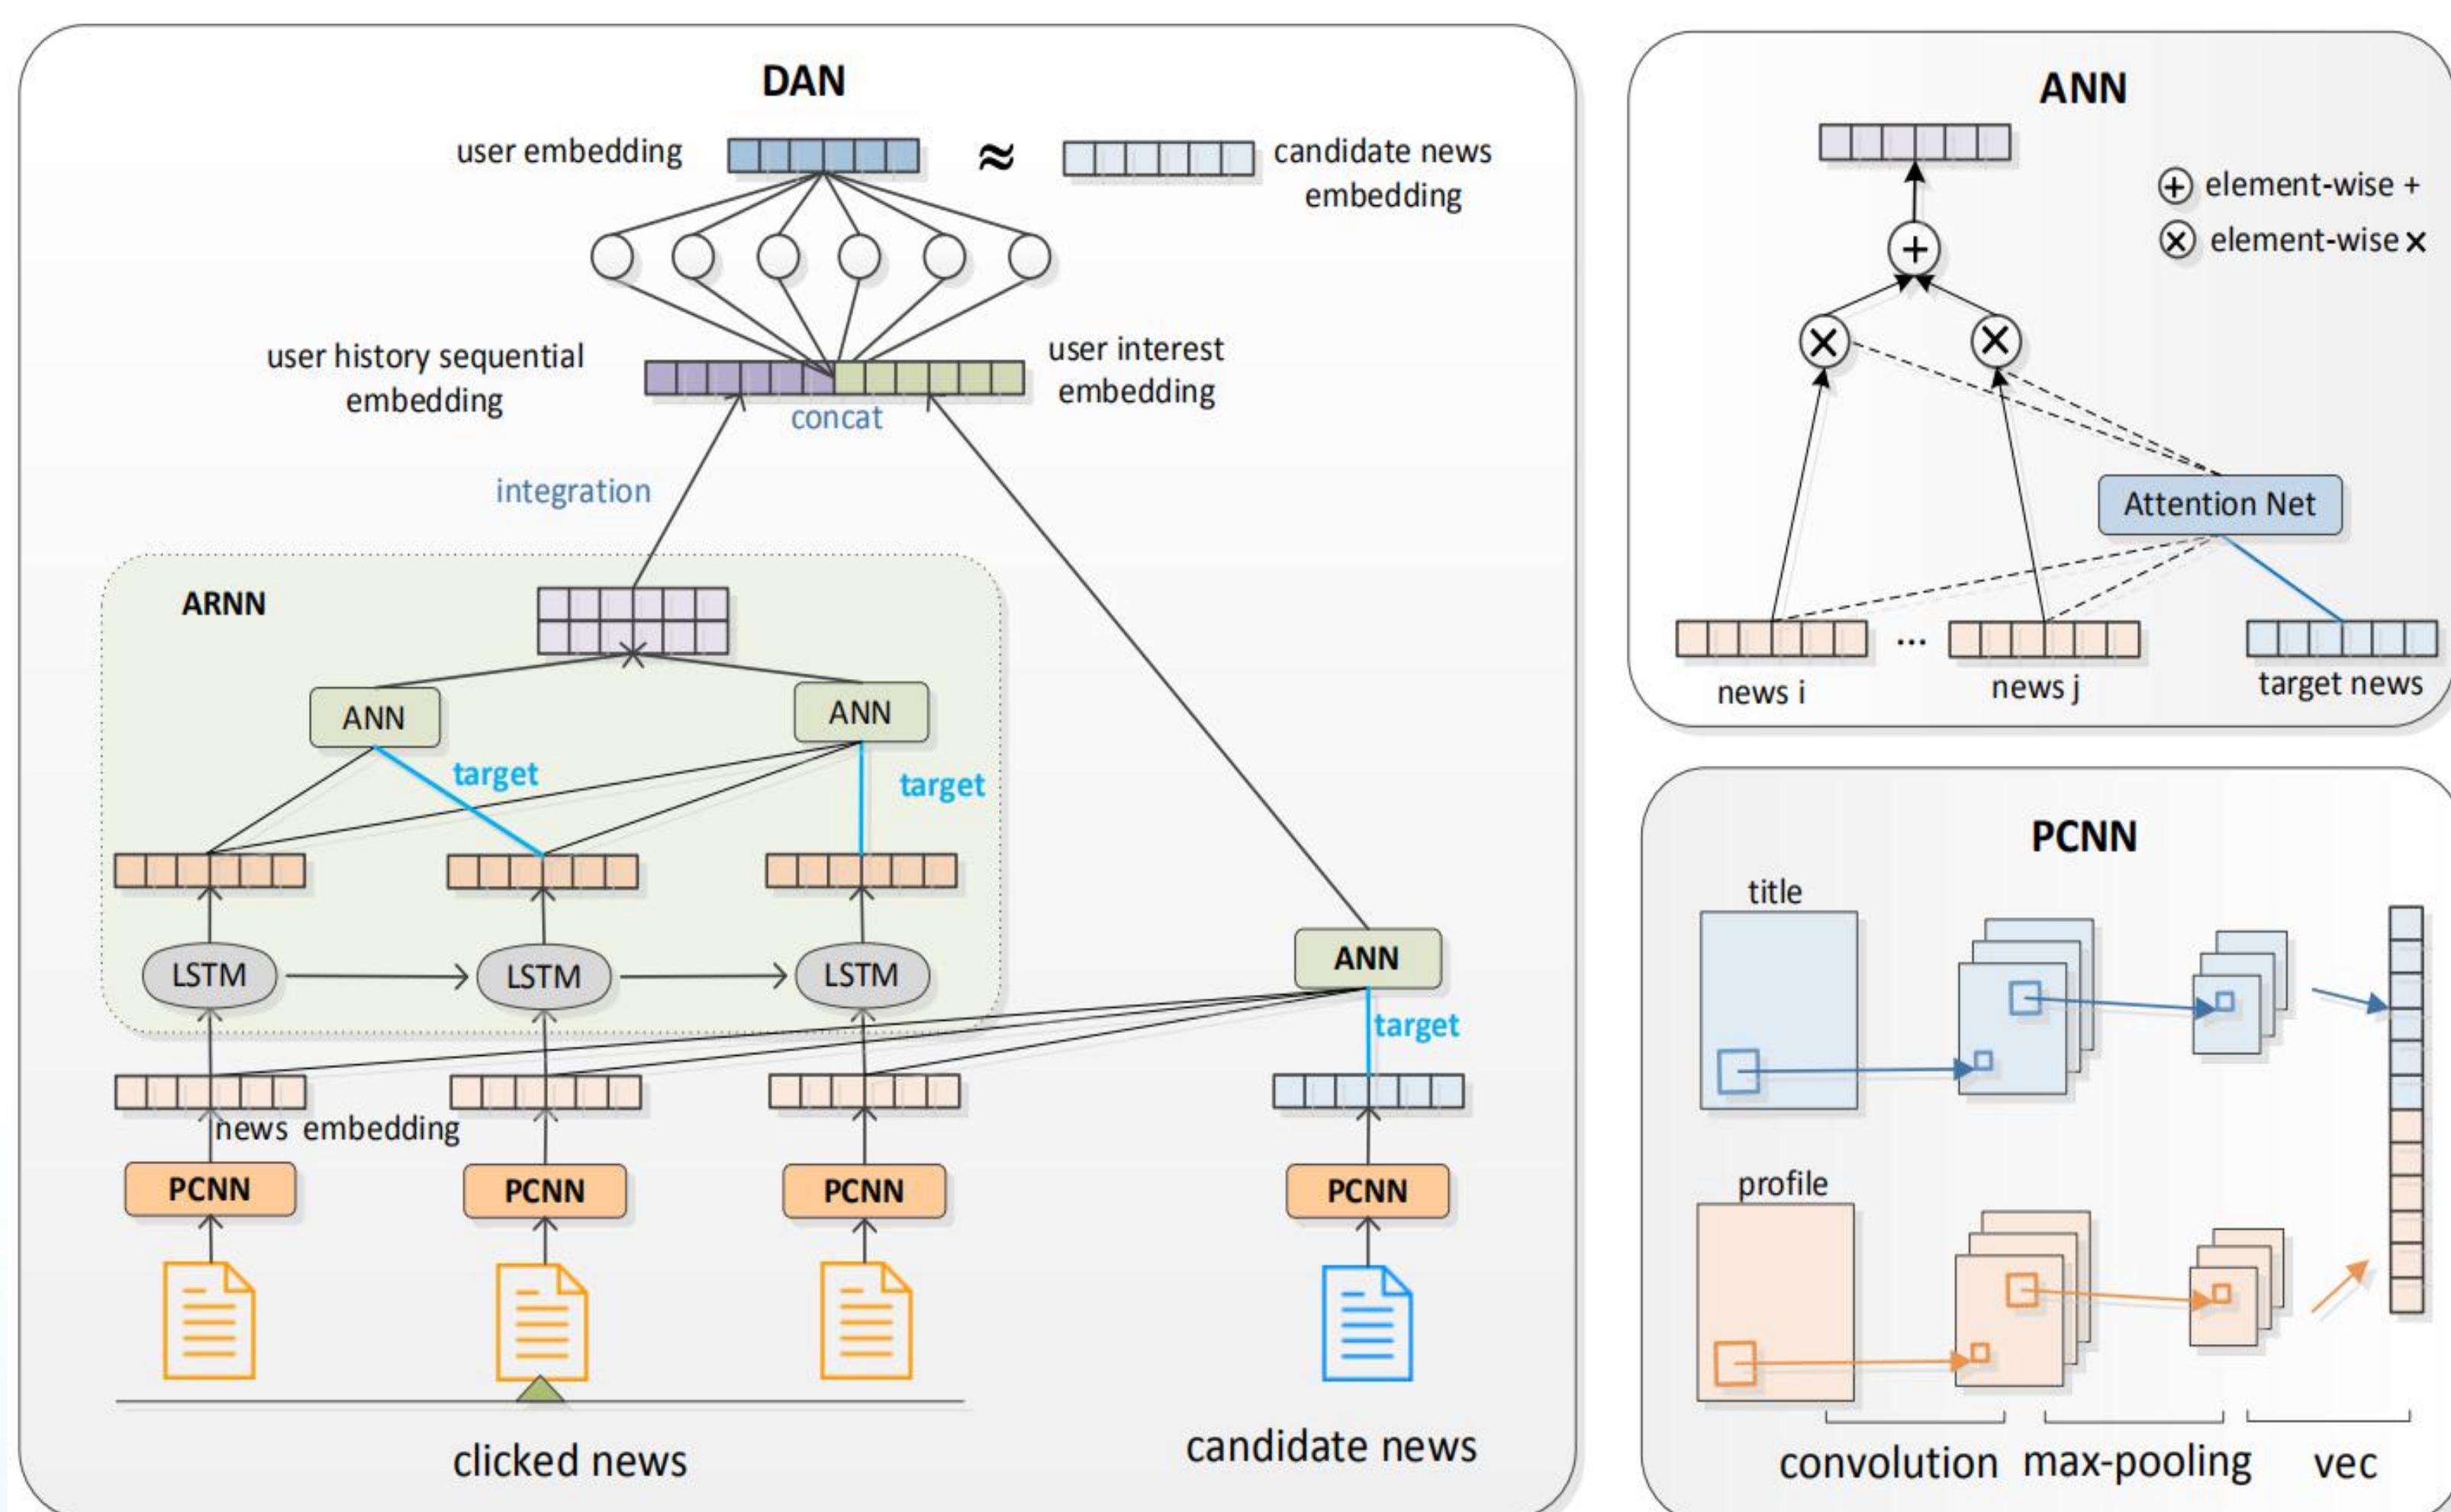 DAN
user embedding
≈
candidate news
embedding
user history sequential
embedding
user interest
embedding
concat
integration
ARNN
ANN
ANN
target
target
LSTM
LSTM
LSTM
ANN
target
news embedding
PCNN
PCNN
PCNN
PCNN
clicked news
candidate news
ANN
+ element-wise +
× element-wise ×
+
×
×
Attention Net
...
news i
news j
target news
PCNN
title
profile
convolution
max-pooling
vec